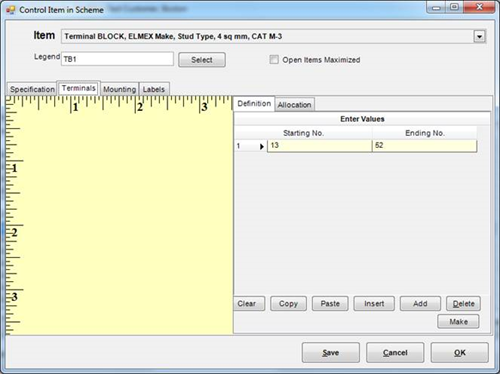 Control Item in Scheme
Item Terminal BLOCK, ELMEX Make, Stud Type, 4 sq mm, CAT M-3
Legend TB1 Select Open Items Maximized
Specification Terminals Mounting Labels
1 2 3
Definition Allocation
Enter Values
Starting No. Ending No.
1 13 52
1
2
3
Clear Copy Paste Insert Add Delete
Make
Save Cancel OK